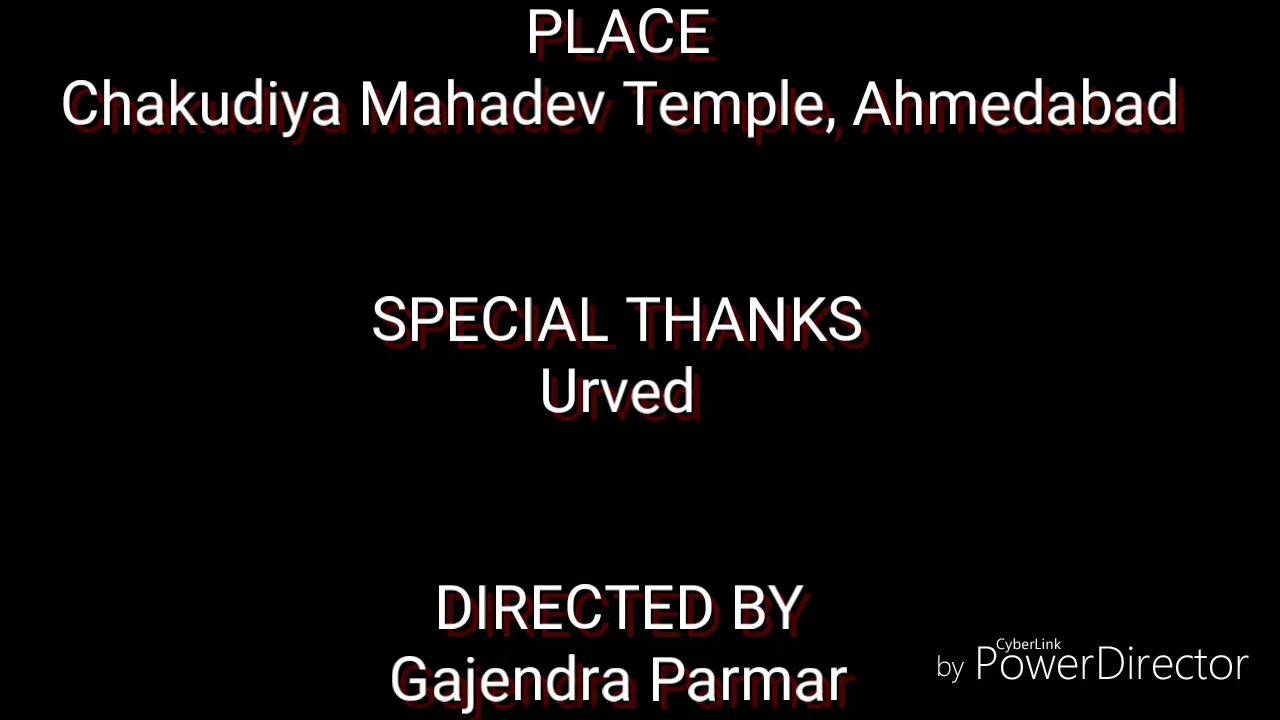 PLACE
Chakudiya Mahadev Temple, Ahmedabad
SPECIAL THANKS
Urved
DIRECTED BY
Gajendra Parmar
by CyberLink PowerDirector